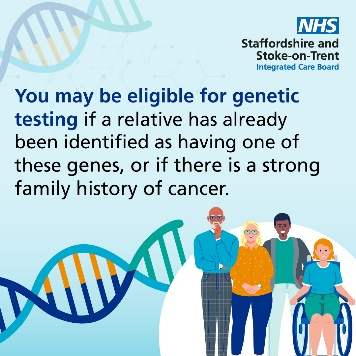 NHS
Staffordshire and
Stoke-on-Trent
Integrated Care Board
You may be eligible for genetic
testing if a relative has already
been identified as having one of
these genes, or if there is a strong
family history of cancer.